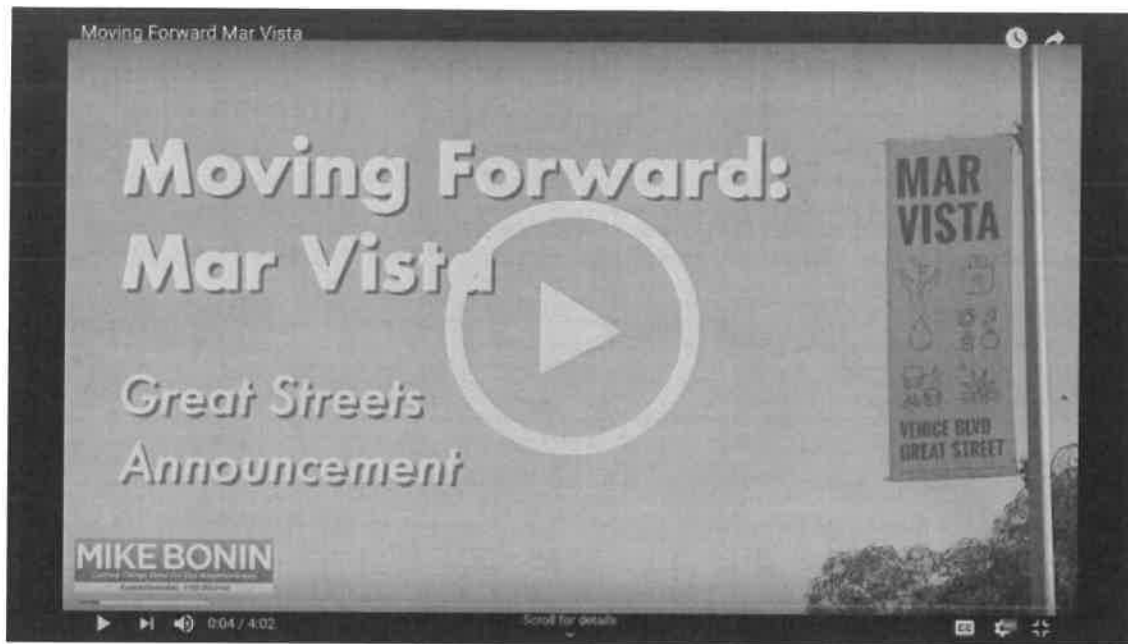 Moving Forward Mar Vista
Moving Forward:
Mar Vista
Great Streets
Announcement
MAR
VISTA
VENICE BLVD
GREAT STREET
MIKE BONIN
0:04 / 4:02
Scroll for details
CC